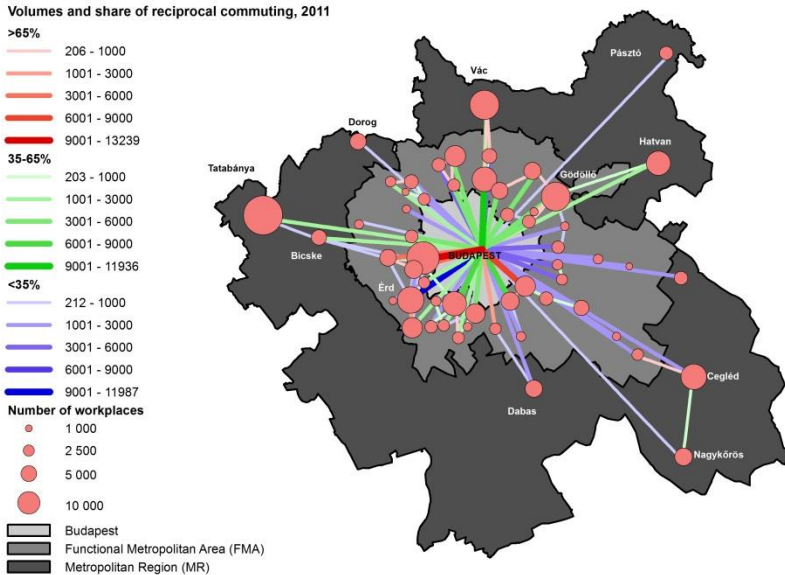 Volumes and share of reciprocal commuting, 2011
>65%
206 - 1000
1001 - 3000
3001 - 6000
6001 - 9000
9001 - 13239
35-65%
203 - 1000
1001 - 3000
3001 - 6000
6001 - 9000
9001 - 11936
<35%
212 - 1000
1001 - 3000
3001 - 6000
6001 - 9000
9001 - 11987
Number of workplaces
1 000
2 500
5 000
10 000
Budapest
Functional Metropolitan Area (FMA)
Metropolitan Region (MR)
Pásztó
Vác
Dorog
Hatvan
Gödöllő
Tatabánya
Bicske
BUDAPEST
Érd
Cegléd
Dabas
Nagykőrös